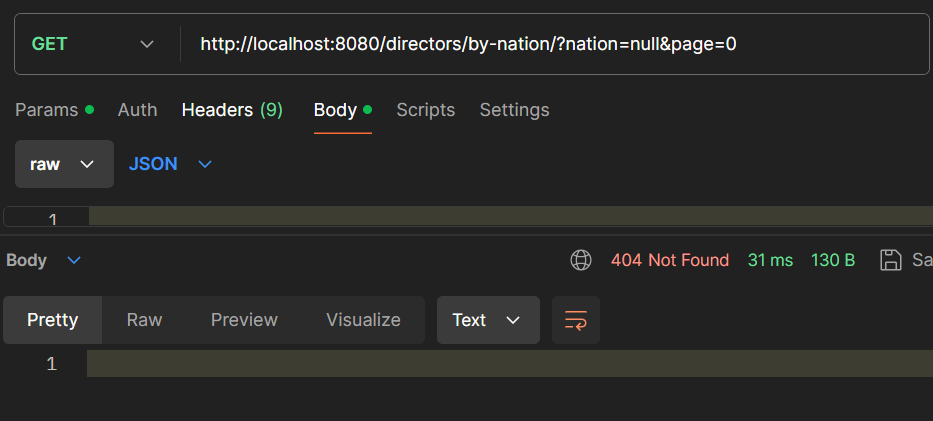 GET http://localhost:8080/directors/by-nation/?nation=null&page=0
Params Auth Headers (9) Body Scripts Settings
raw JSON
1
Body 404 Not Found 31 ms 130 B Sa
Pretty Raw Preview Visualize Text
1